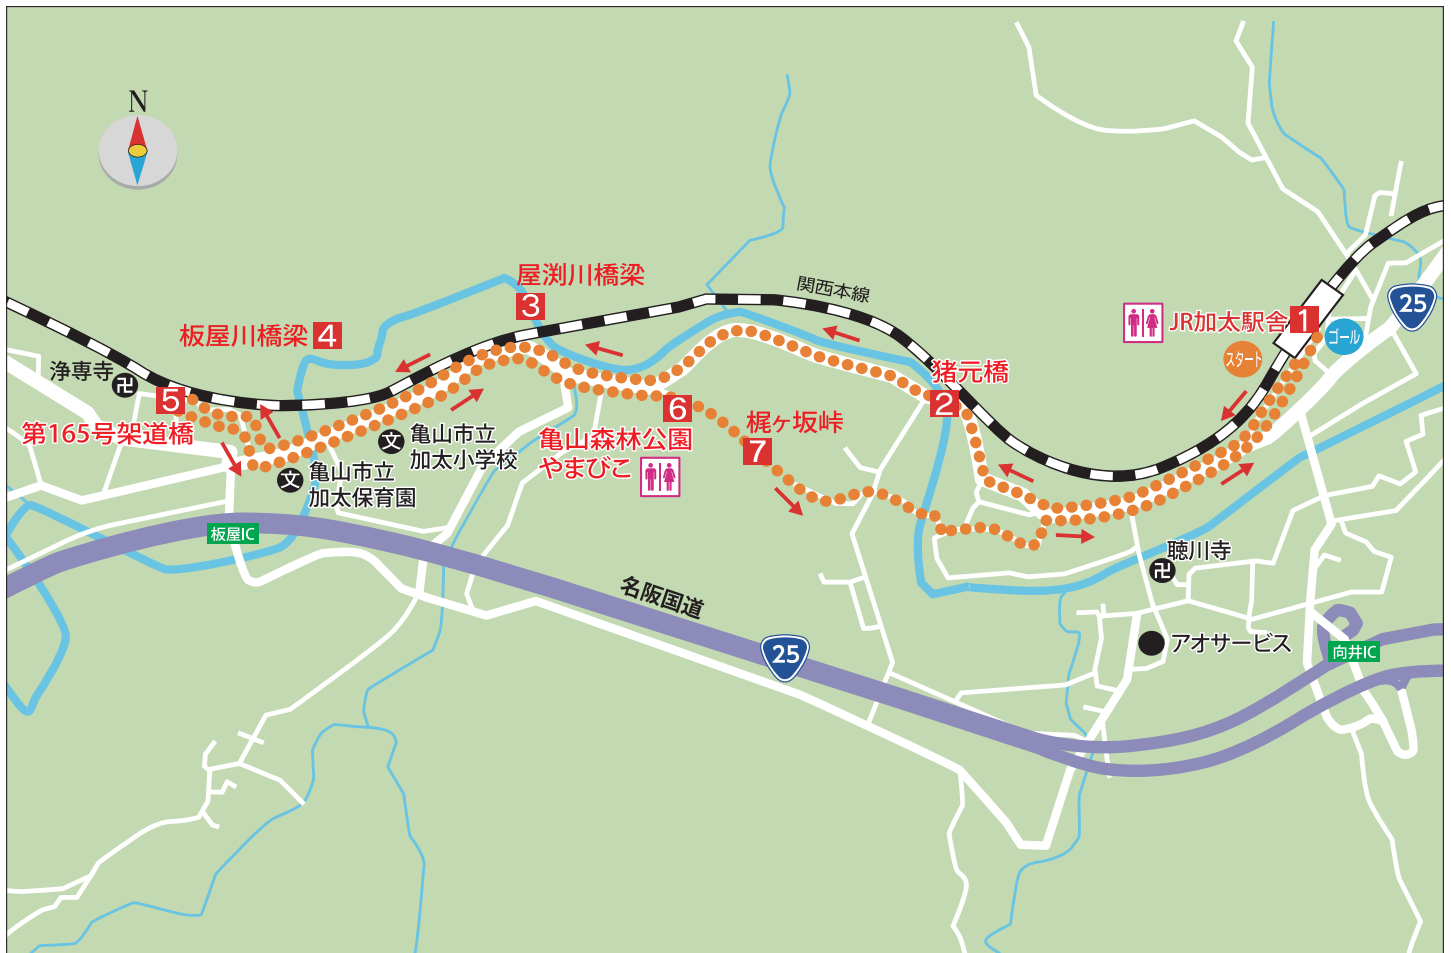 N
屋渕川橋梁
3
関西本線
板屋川橋梁 4
JR加太駅舎 1
25
スタート
ゴール
浄専寺
卍
5
猪元橋
2
第165号架道橋
亀山森林公園
やまびこ
6
梶ヶ坂峠
7
文
亀山市立
加太小学校
文
亀山市立
加太保育園
板屋IC
名阪国道
25
聴川寺
卍
アオサービス
向井IC